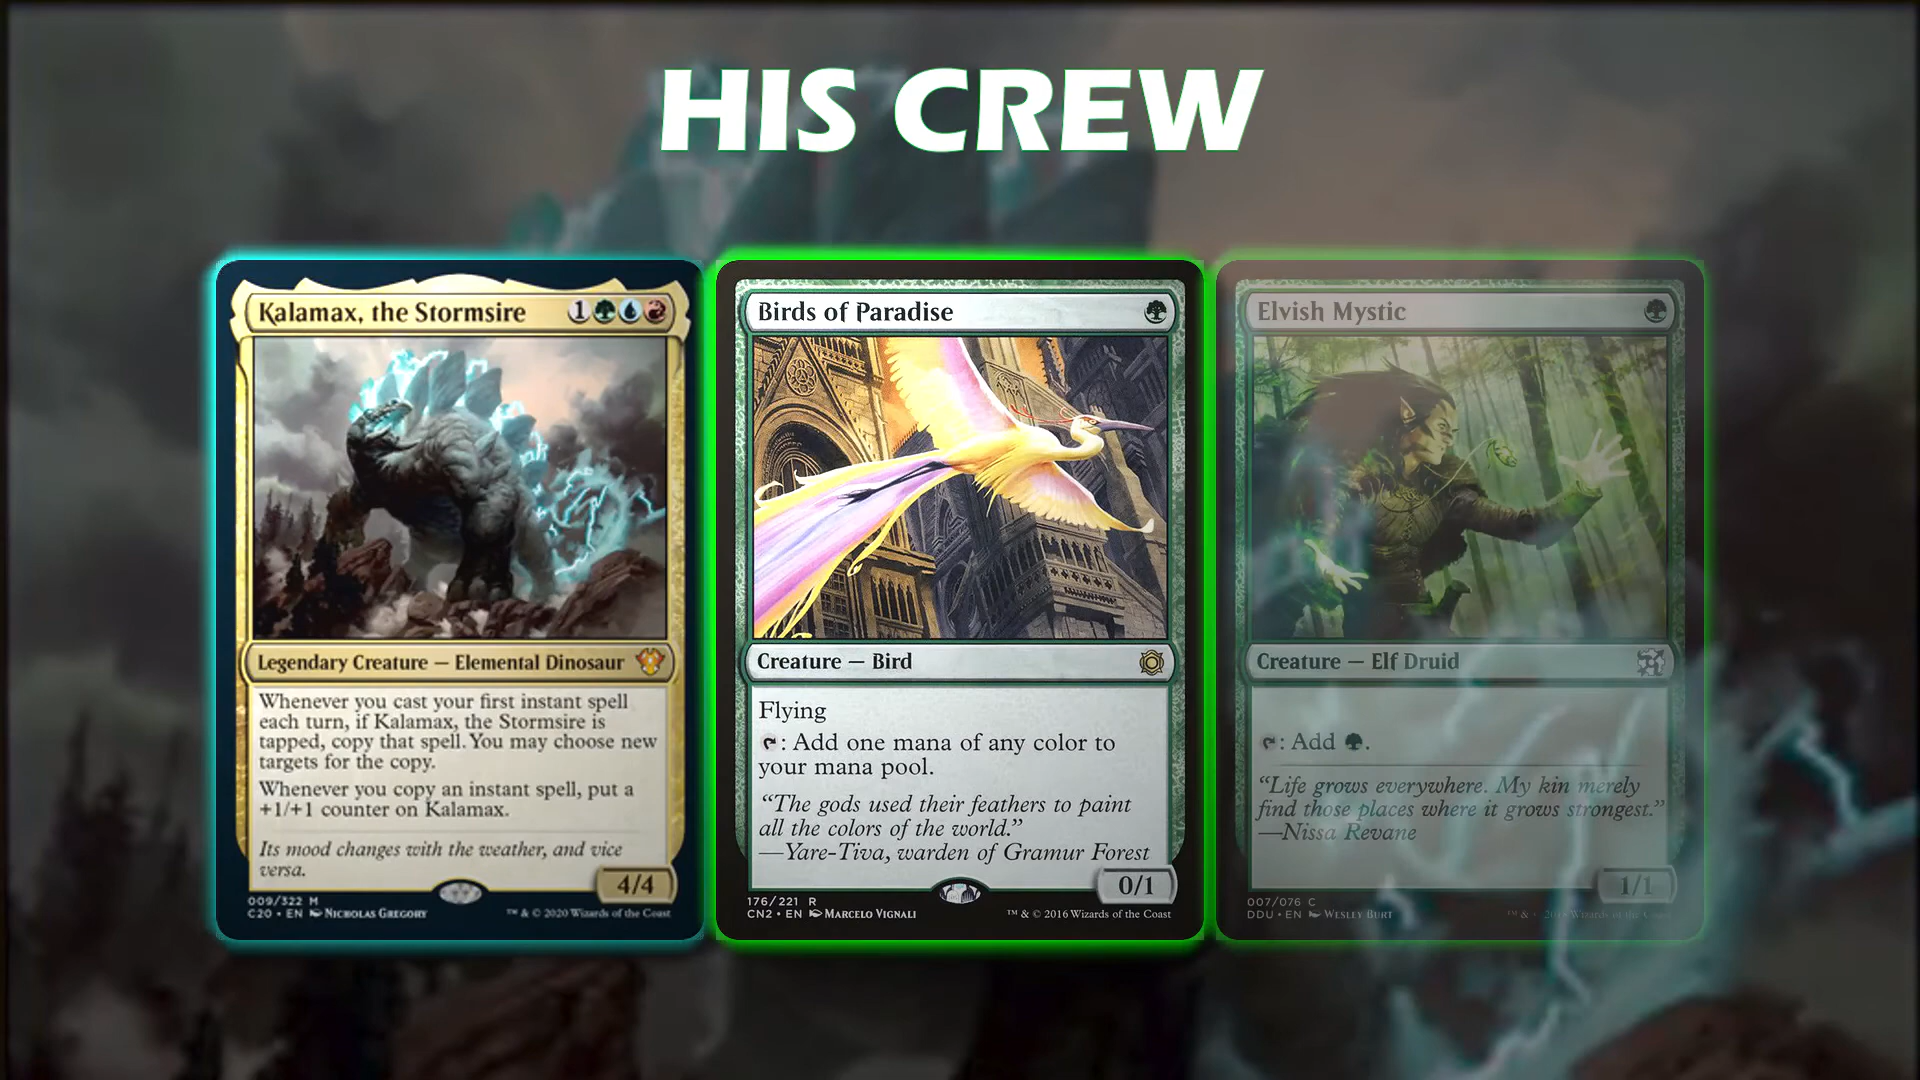 HIS CREW
Kalamax, the Stormsire 1
Legendary Creature — Elemental Dinosaur
Whenever you cast your first instant spell
each turn, if Kalamax, the Stormsire is
tapped, copy that spell. You may choose new
targets for the copy.
Whenever you copy an instant spell, put a
+1/+1 counter on Kalamax.
Its mood changes with the weather, and vice
versa.
4/4
009/322 M
C20 • EN Nicholas Gregory
™ & © 2020 Wizards of the Coast
Birds of Paradise
Creature — Bird
Flying
: Add one mana of any color to
your mana pool.
“The gods used their feathers to paint
all the colors of the world.”
—Yare-Tiva, warden of Gramur Forest
0/1
176/221 R
CN2 • EN Marcelo Vignali
™ & © 2016 Wizards of the Coast
Elvish Mystic
Creature — Elf Druid
: Add .
“Life grows everywhere. My kin merely
find those places where it grows strongest.”
—Nissa Revane
1/1
007/076 C
DDU • EN Wesley Burt
Wizards of the Coast